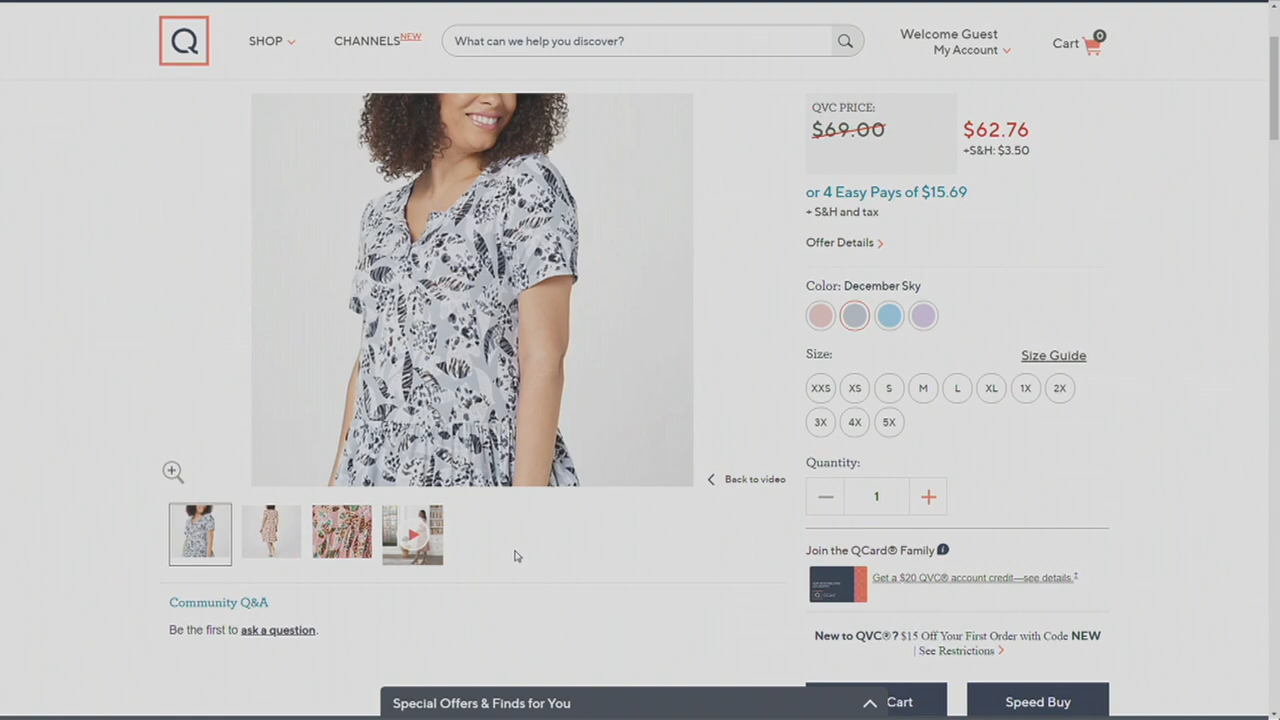 Q
SHOP
CHANNELS NEW
What can we help you discover?
Welcome Guest
My Account
Cart 0
QVC PRICE:
$69.00
$62.76
+S&H: $3.50
or 4 Easy Pays of $15.69
+ S&H and tax
Offer Details
Color: December Sky
Size:
Size Guide
XXS XS S M L XL 1X 2X
3X 4X 5X
Quantity:
1
Back to video
Join the QCard® Family
Get a $20 QVC® account credit—see details.‡
Community Q&A
Be the first to ask a question.
New to QVC®? $15 Off Your First Order with Code NEW
| See Restrictions
Special Offers & Finds for You
Cart
Speed Buy